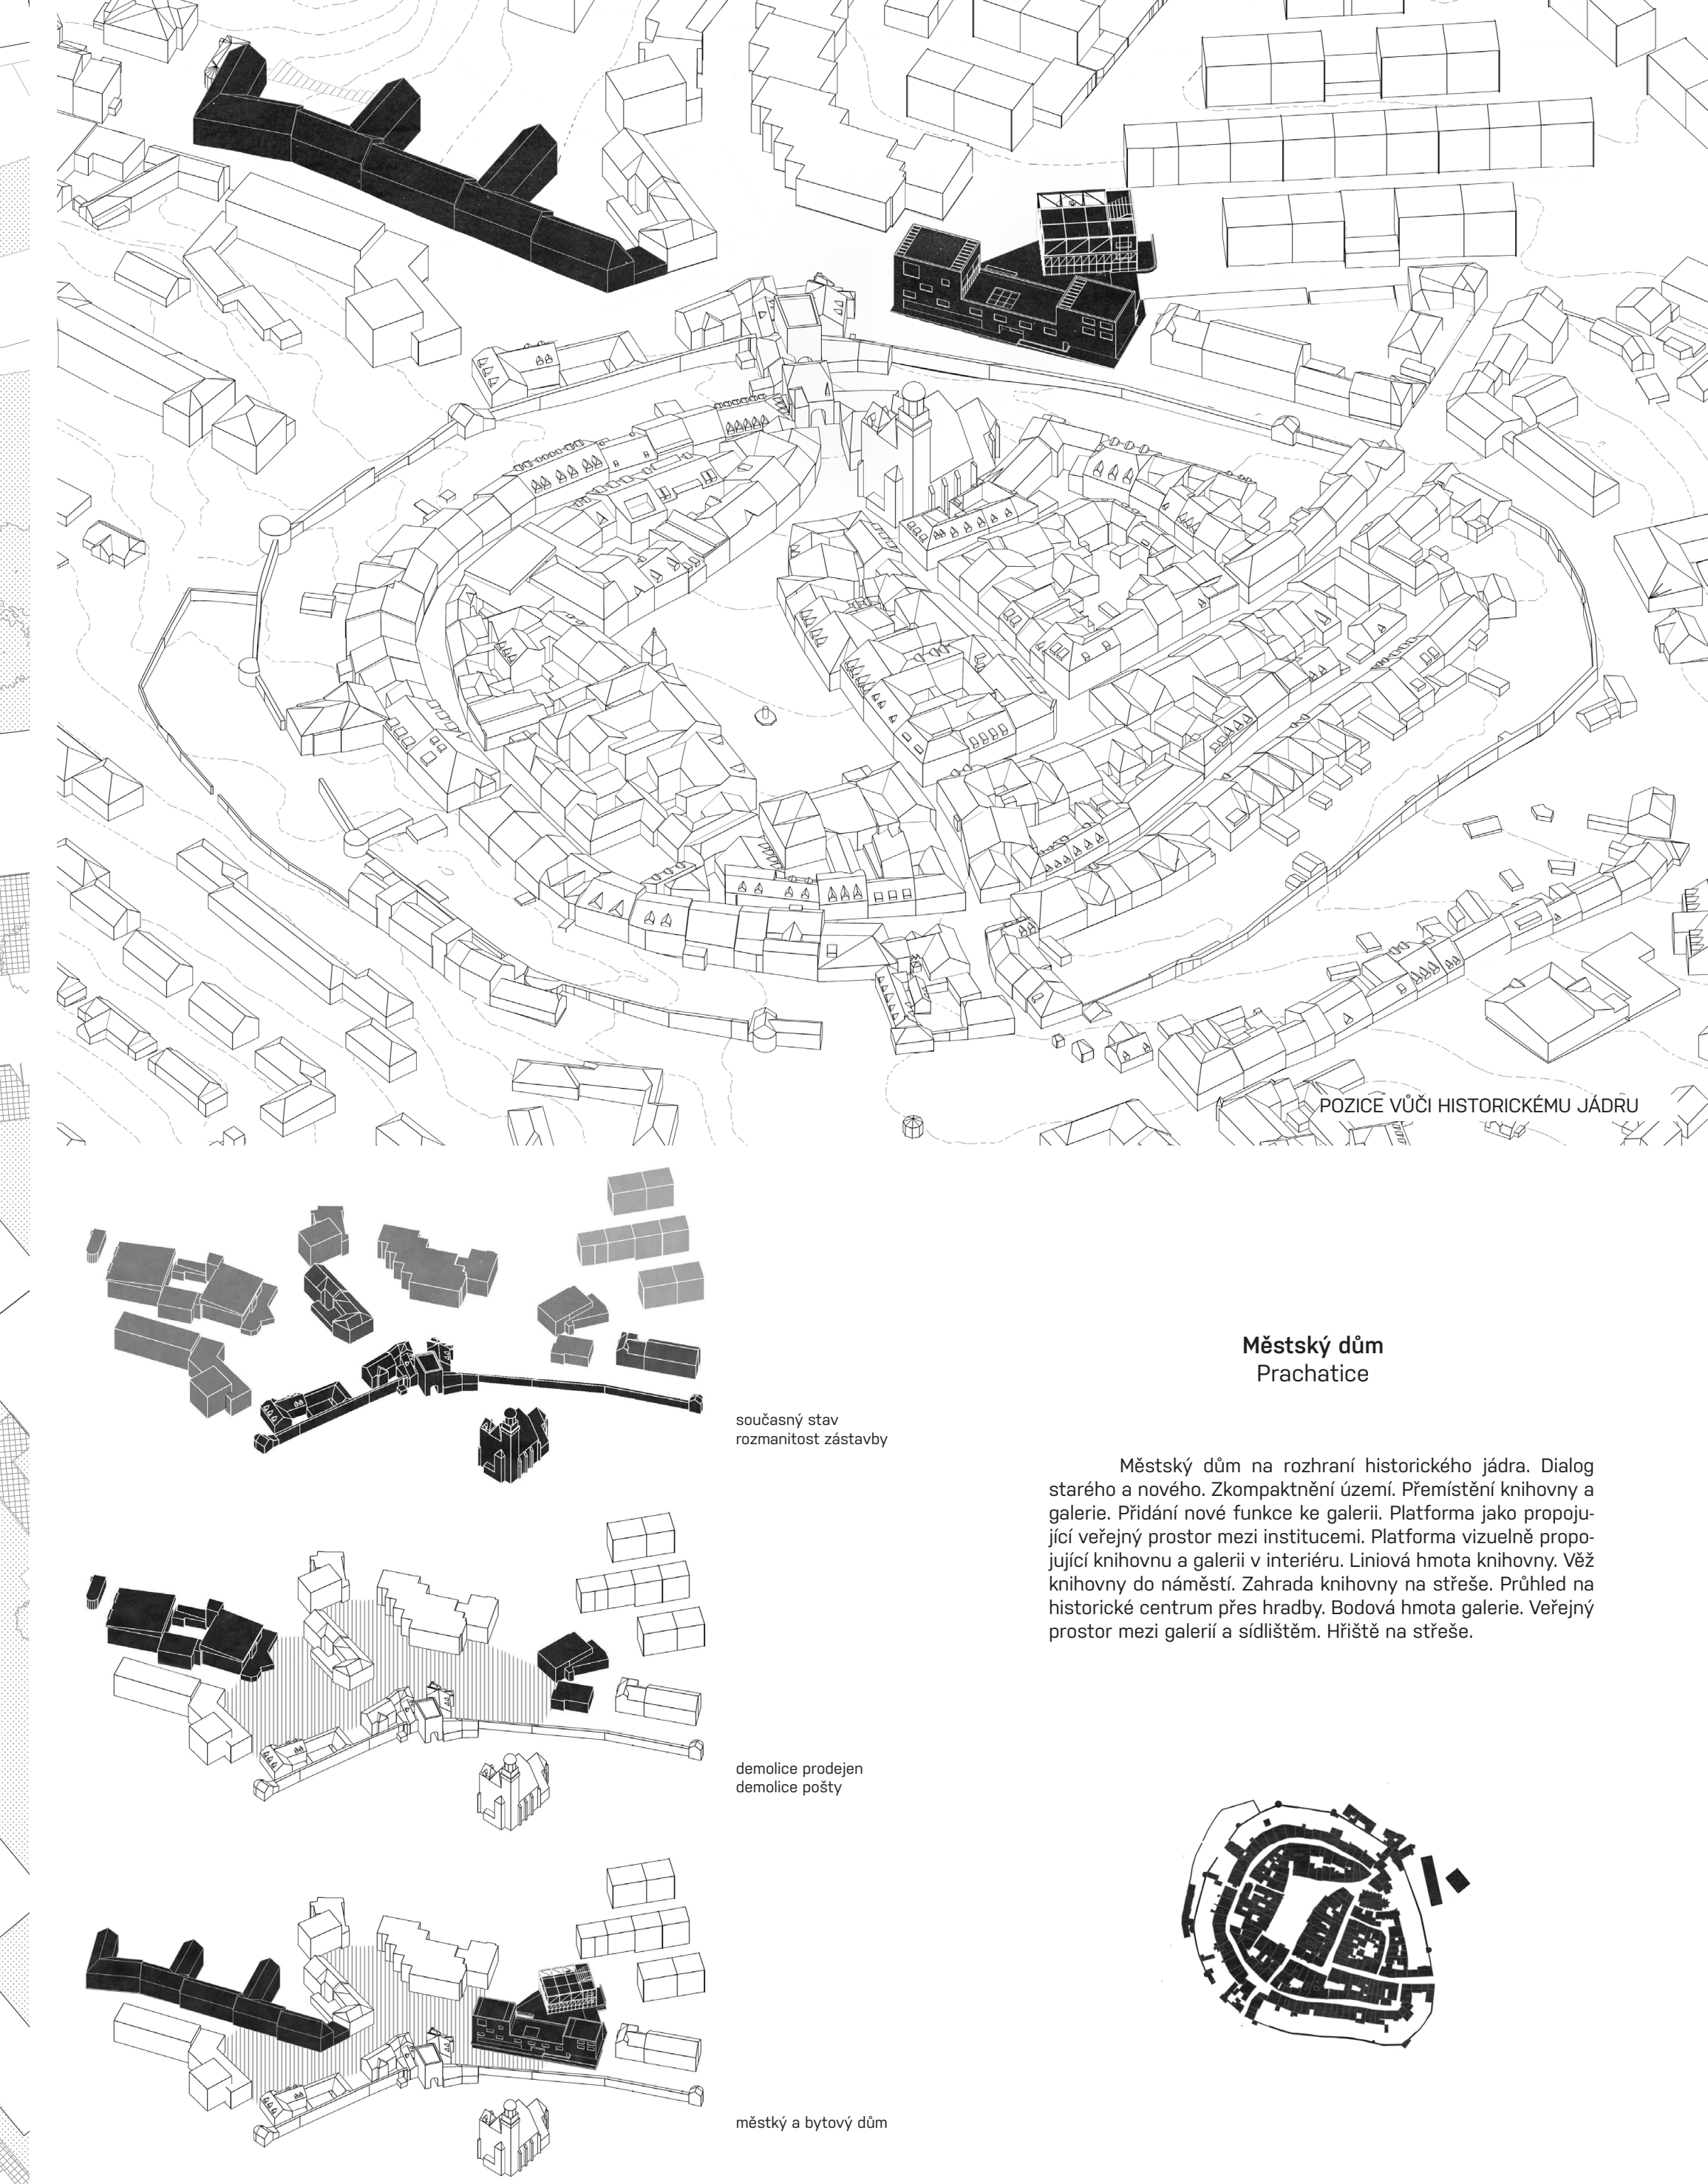 POZICE VŮČI HISTORICKÉMU JÁDRU
současný stav
rozmanitost zástavby
Městský dům
Prachatice
Městský dům na rozhraní historického jádra. Dialog
starého a nového. Zkompaktnění území. Přemístění knihovny a
galerie. Přidání nové funkce ke galerii. Platforma jako propoju-
jící veřejný prostor mezi institucemi. Platforma vizuelně propo-
jující knihovnu a galerii v interiéru. Liniová hmota knihovny. Věž
knihovny do náměstí. Zahrada knihovny na střeše. Průhled na
historické centrum přes hradby. Bodová hmota galerie. Veřejný
prostor mezi galerií a sídlištěm. Hřiště na střeše.
demolice prodejen
demolice pošty
městký a bytový dům